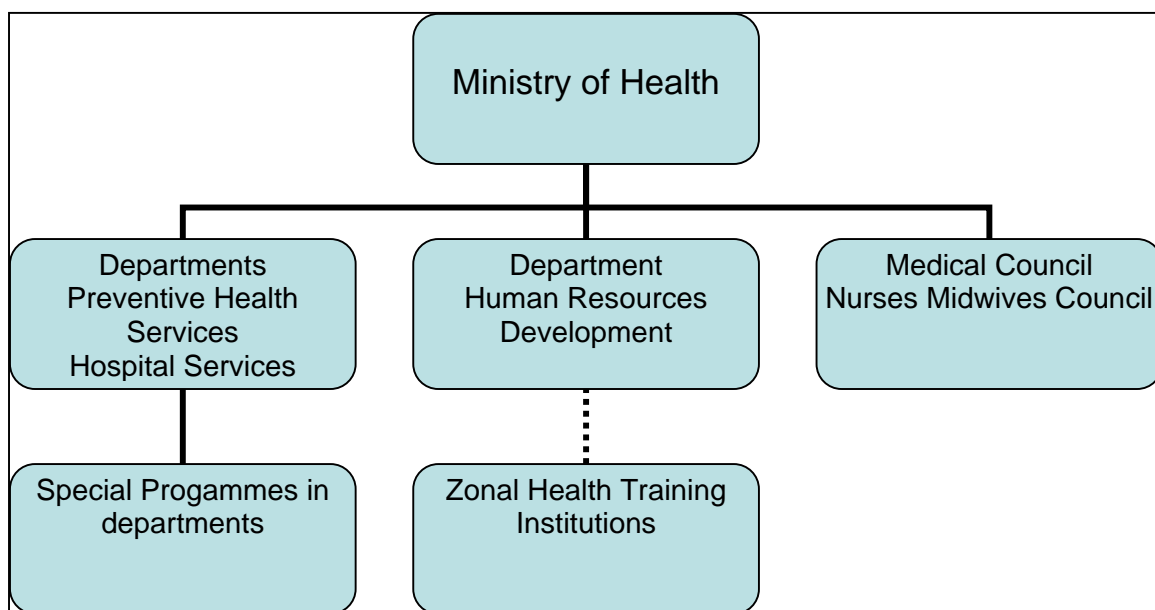 Ministry of Health
Departments
Preventive Health
Services
Hospital Services
Department
Human Resources
Development
Medical Council
Nurses Midwives Council
Special Progammes in
departments
Zonal Health Training
Institutions